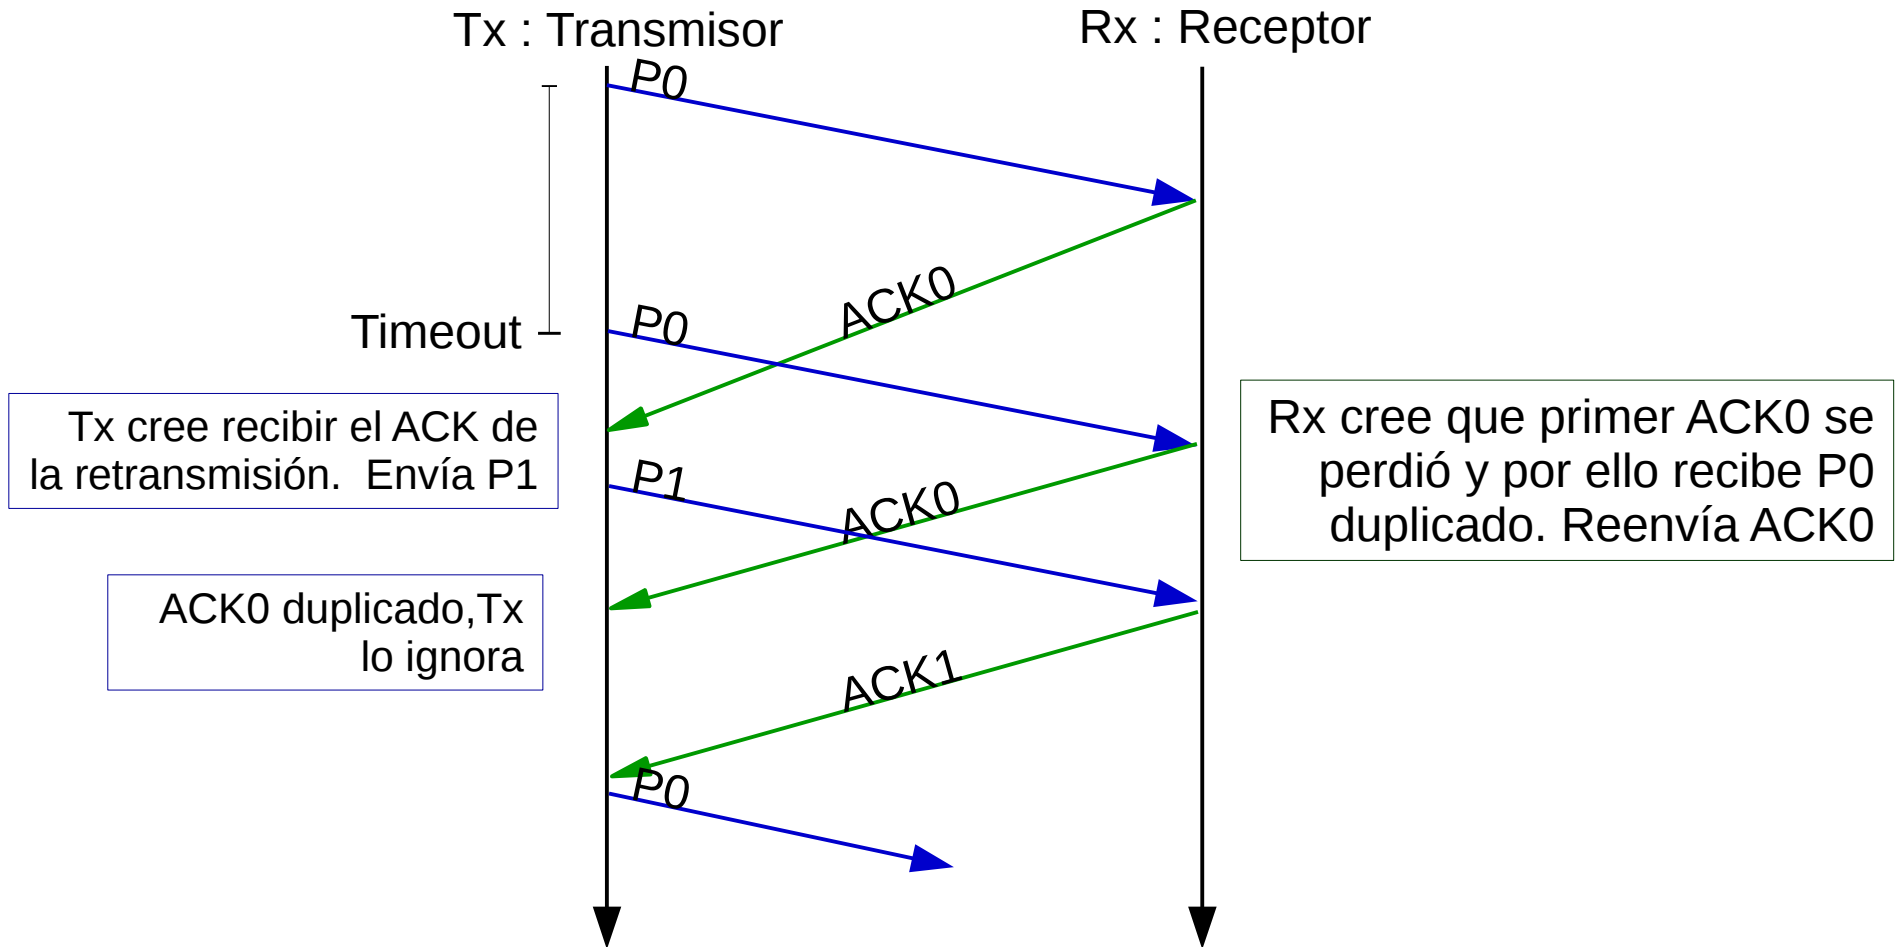 Tx : Transmisor
Rx : Receptor
P0
ACK0
Timeout
P0
Tx cree recibir el ACK de
la retransmisión.  Envía P1
Rx cree que primer ACK0 se
perdió y por ello recibe P0
duplicado. Reenvía ACK0
P1
ACK0
ACK0 duplicado,Tx
lo ignora
ACK1
P0